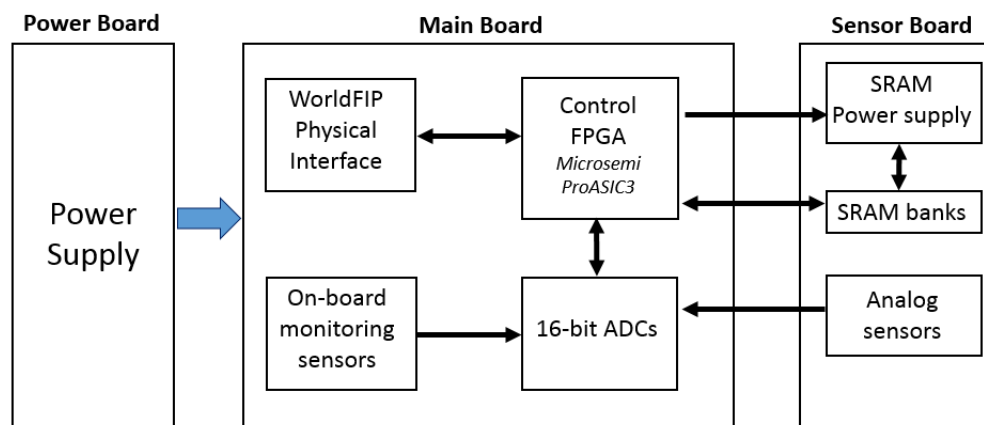 Power Board
Main Board
Sensor Board
Power
Supply
WorldFIP
Physical
Interface
Control
FPGA
Microsemi
ProASIC3
On-board
monitoring
sensors
16-bit ADCs
SRAM
Power supply
SRAM banks
Analog
sensors